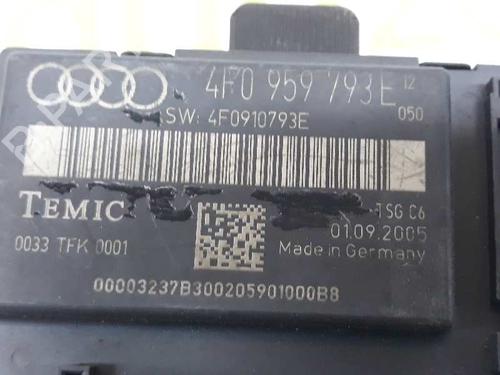 4F0 959 793E 12
SW: 4F0910793E 050
TEMIC TSG C6
01.09.2005
0033 TFK 0001 Made in Germany
00003237B300205901000B8